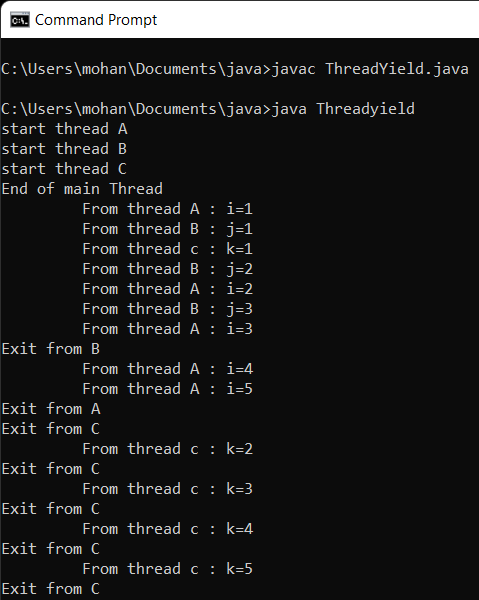 Command Prompt
C:\Users\mohan\Documents\java>javac ThreadYield.java
C:\Users\mohan\Documents\java>java Threadyield
start thread A
start thread B
start thread C
End of main Thread
From thread A : i=1
From thread B : j=1
From thread c : k=1
From thread B : j=2
From thread A : i=2
From thread B : j=3
From thread A : i=3
Exit from B
From thread A : i=4
From thread A : i=5
Exit from A
Exit from C
From thread c : k=2
Exit from C
From thread c : k=3
Exit from C
From thread c : k=4
Exit from C
From thread c : k=5
Exit from C